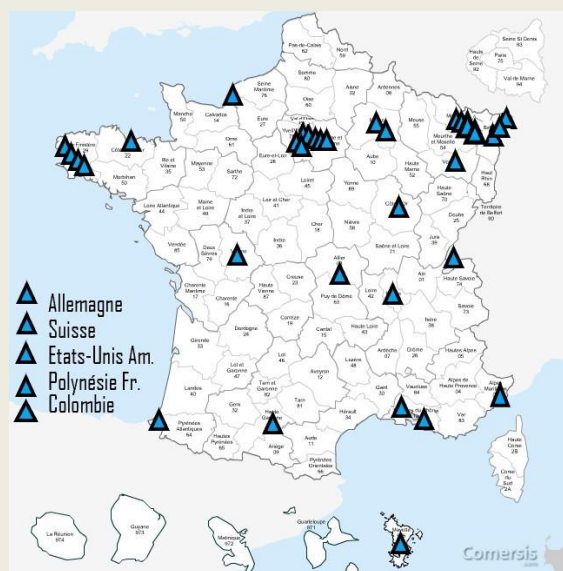 Seine St Denis
93
Hauts
de
Seine
92
Paris
75
Val de Marne
94
Nord
59
Pas-de-Calais
62
Somme
80
Seine
Maritime
76
Oise
60
Aisne
02
Ardennes
08
Manche
50
Calvados
14
Eure
27
Orne
61
Eure-et-Loir
28
Meuse
55
Meurthe
et Moselle
54
Haut
Rhin
68
Finistère
22
Morbihan
56
Ille et
Vilaine
35
Mayenne
53
Sarthe
72
Loiret
45
Yonne
89
Aube
10
Haute
Marne
52
Haute
Saône
70
Territoire
de Belfort
90
Loire Atlantique
44
Maine
et Loire
49
Indre
et Loire
37
Loir et Cher
41
Cher
18
Nièvre
58
Doubs
25
Jura
39
Saône et Loire
71
Vendée
85
Deux
Sèvres
79
Indre
36
Allier
Creuse
23
Ain
01
Haute Savoie
74
Charente
Maritime
17
Charente
16
Haute
Vienne
87
Puy de Dôme
63
Loire
42
Savoie
73
Isère
38
Corrèze
19
Cantal
15
Haute Loire
43
Dordogne
24
Gironde
33
Lot
46
Lozère
48
Ardèche
07
Drôme
26
Hautes Alpes
05
Lot et
Garonne
47
Aveyron
12
Gard
30
Vaucluse
84
Alpes de
Haute Provence
04
Landes
40
Tarn et
Garonne
82
Tarn
81
Gers
32
Hérault
34
Var
83
Pyrénées
Atlantiques
64
Hautes
Pyrénées
65
Ariège
09
Aude
11
Pyrénées
Orientales
66
Haute
Corse
2B
Corse
du
Sud
2A
Allemagne
Suisse
Etats-Unis Am.
Polynésie Fr.
Colombie
La Réunion
974
Guyane
973
Martinique
972
Guadeloupe
971
Mayotte
Comersis
.com